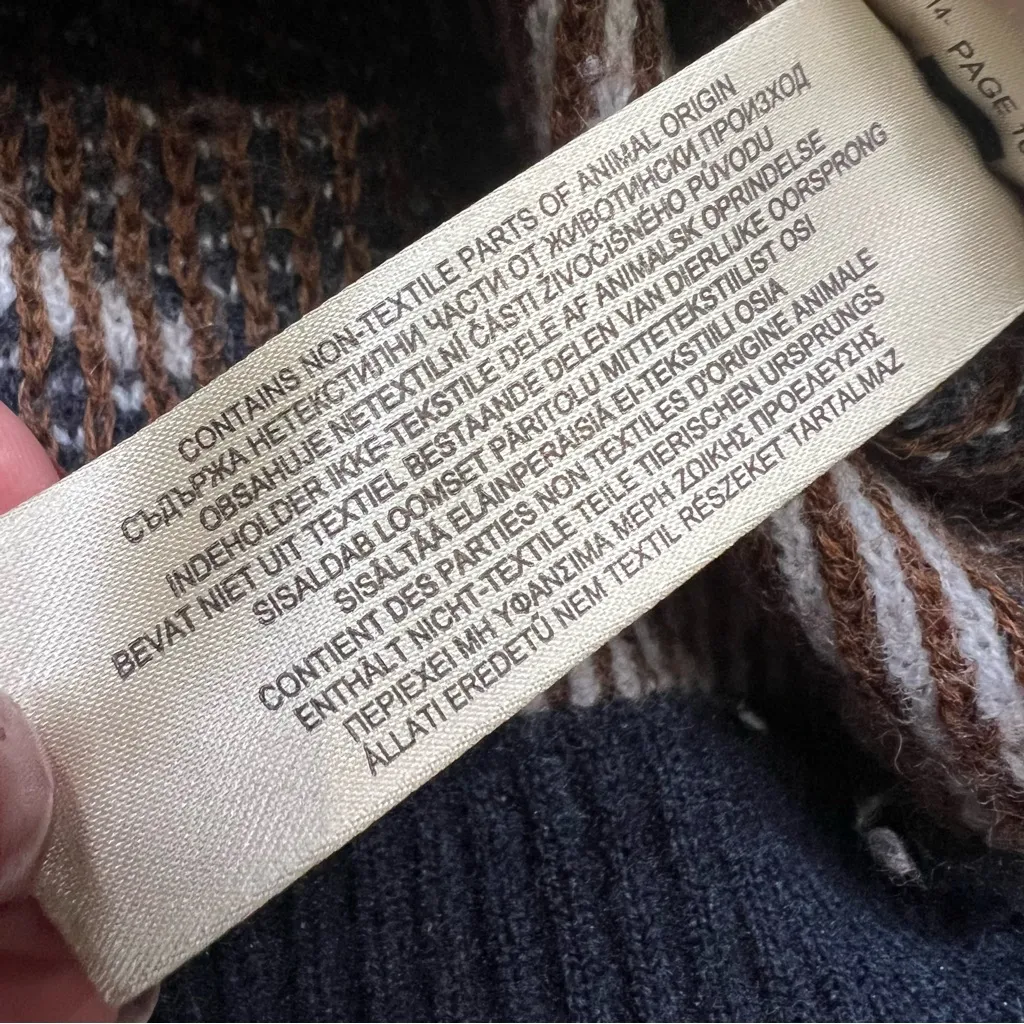 CONTAINS NON-TEXTILE PARTS OF ANIMAL ORIGIN
СЪДЪРЖА НЕТЕКСТИЛНИ ЧАСТИ ОТ ЖИВОТИНСКИ ПРОИЗХОД
OBSAHUJE NETEXTILNÍ ČÁSTI ŽIVOČIŠNÉHO PŮVODU
INDEHOLDER IKKE-TEKSTILE DELE AF ANIMALSK OPRINDELSE
BEVAT NIET UIT TEXTIEL BESTAANDE DELEN VAN DIERLIJKE OORSPRONG
SISALDAB LOOMSET PÄRITOLU MITTETEKSTIILIST OSI
SISÄLTÄÄ ELÄINPERÄISIÄ EI-TEKSTIILI OSIA
CONTIENT DES PARTIES NON TEXTILES D'ORIGINE ANIMALE
ENTHÄLT NICHT-TEXTILE TEILE TIERISCHEN URSPRUNGS
ΠΕΡΙΕΧΕΙ ΜΗ ΥΦΑΝΣΙΜΑ ΜΕΡΗ ΖΩΙΚΗΣ ΠΡΟΕΛΕΥΣΗΣ
ÁLLATI EREDETŰ NEM TEXTIL RÉSZEKET TARTALMAZ
PAGE